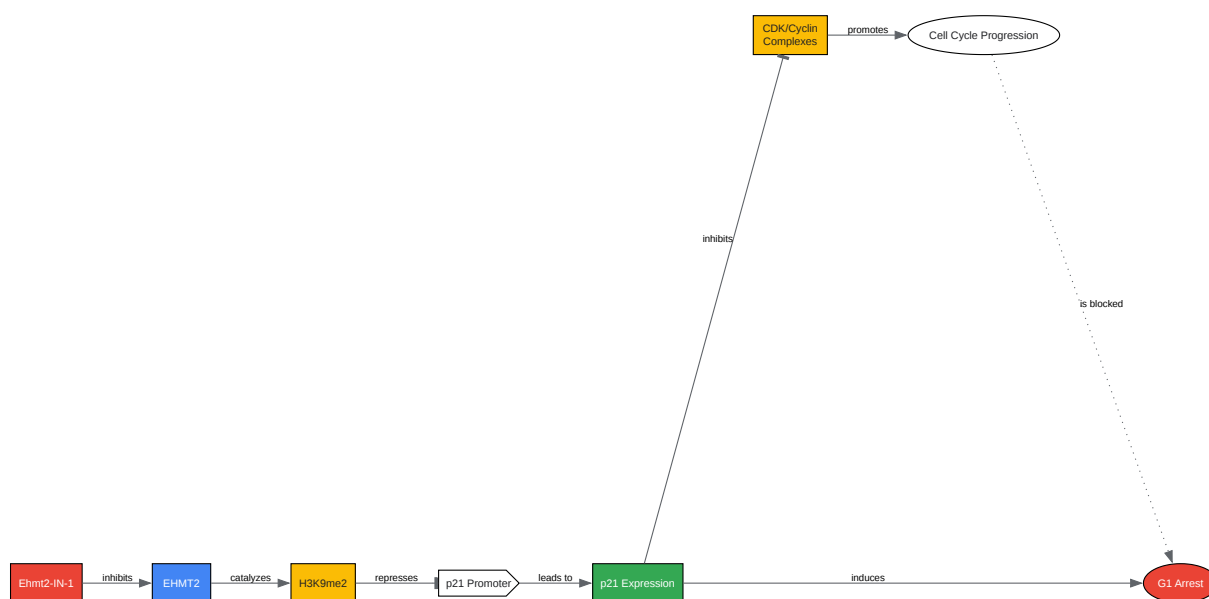 CDK/Cyclin
Complexes
promotes
Cell Cycle Progression
inhibits
is blocked
Ehmt2-IN-1
inhibits
EHMT2
catalyzes
H3K9me2
represses
p21 Promoter
leads to
p21 Expression
induces
G1 Arrest